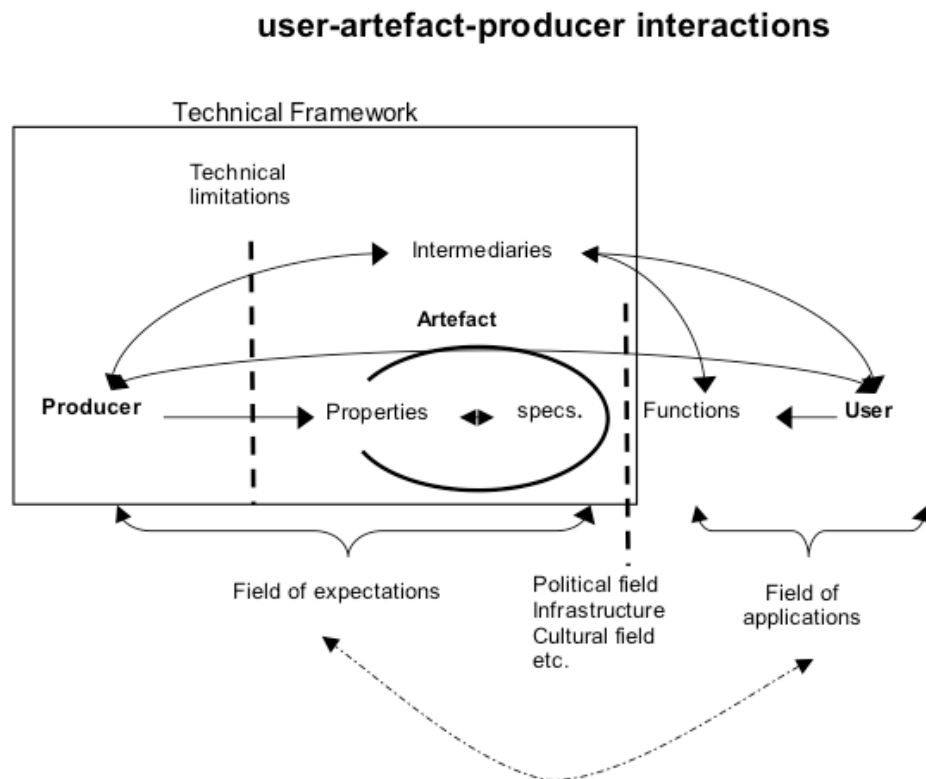 user-artefact-producer interactions
Technical Framework
Technical
limitations
Intermediaries
Artefact
Producer
Properties
specs.
Functions
User
Field of expectations
Political field
Infrastructure
Cultural field
etc.
Field of
applications